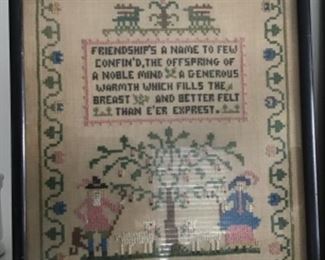 FRIENDSHIP'S A NAME TO FEW
CONFIN'D, THE OFFSPRING OF
A NOBLE MIND A GENEROUS
WARMTH WHICH FILLS THE
BREAST AND BETTER FELT
THAN E'ER EXPREST.